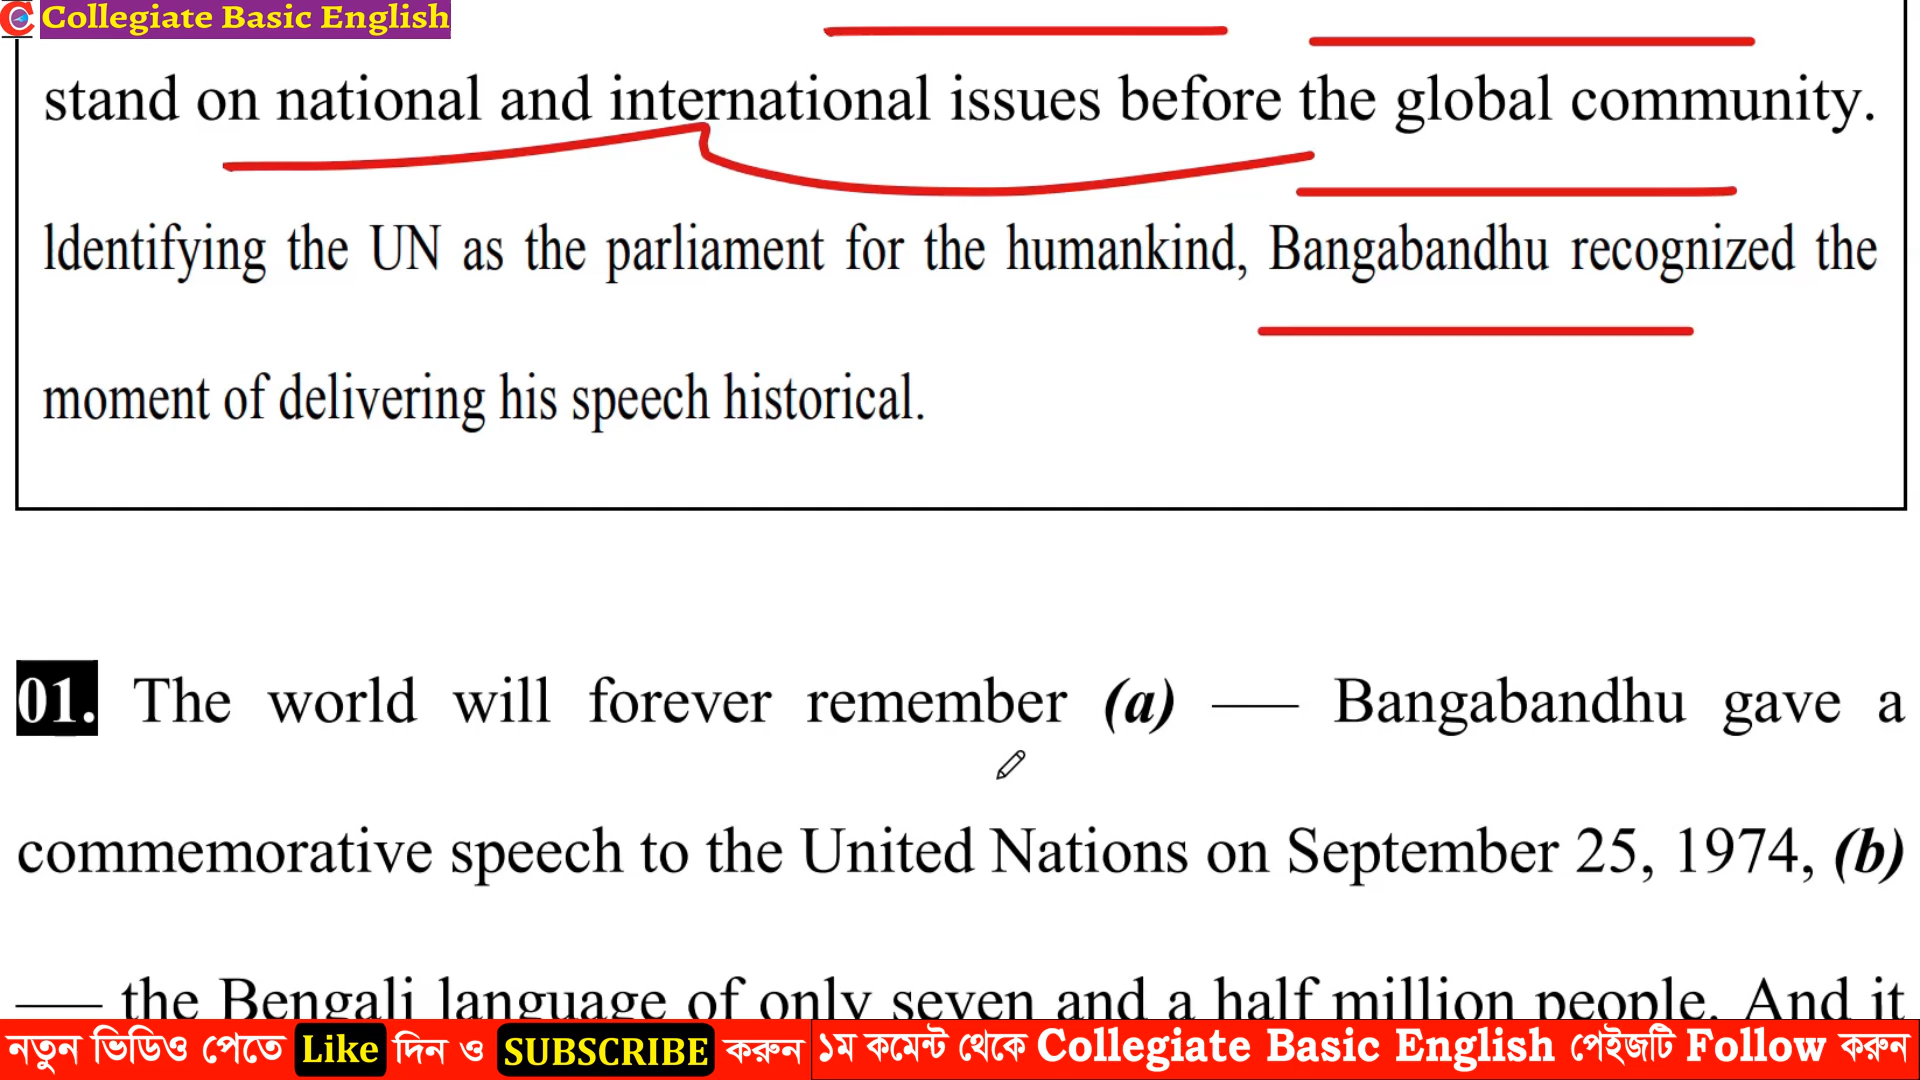 Collegiate Basic English
stand on national and international issues before the global community.
ldentifying the UN as the parliament for the humankind, Bangabandhu recognized the
moment of delivering his speech historical.
01. The world will forever remember (a) —— Bangabandhu gave a
commemorative speech to the United Nations on September 25, 1974, (b)
—— the Bengali language of only seven and a half million people. And it
নতুন ভিডিও পেতে Like দিন ও SUBSCRIBE করুন ১ম কমেন্ট থেকে Collegiate Basic English পেইজটি Follow করুন